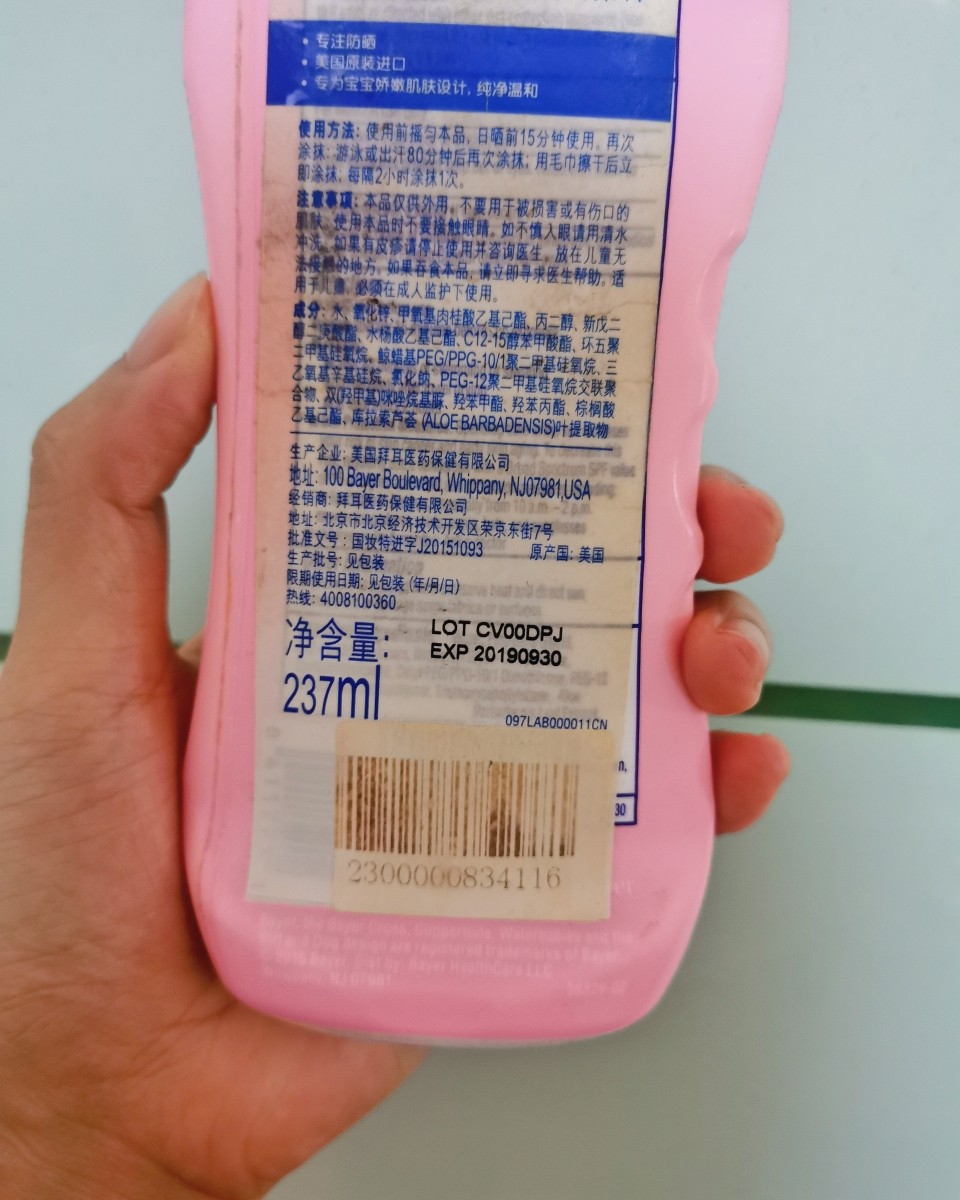 • 专注防晒
• 美国原装进口
• 专为宝宝娇嫩肌肤设计, 纯净温和
使用方法: 使用前摇匀本品, 日晒前15分钟使用。再次
涂抹: 游泳或出汗80分钟后再次涂抹; 用毛巾擦干后立
即涂抹; 每隔2小时涂抹1次。
注意事项: 本品仅供外用。不要用于被损害或有伤口的
肌肤。使用本品时不要接触眼睛。如不慎入眼请用清水
冲洗。如果有皮疹请停止使用并咨询医生。放在儿童无
法接触的地方。如果吞食本品, 请立即寻求医生帮助。适
用于儿童, 必须在成人监护下使用。
成分: 水、氧化锌、甲氧基肉桂酸乙基己酯、丙二醇、新戊二
醇二庚酸酯、水杨酸乙基己酯、C12-15醇苯甲酸酯、环五聚
二甲基硅氧烷、鲸蜡基PEG/PPG-10/1聚二甲基硅氧烷、三
乙氧基辛基硅烷、氯化钠、PEG-12聚二甲基硅氧烷交联聚
合物、双(羟甲基)咪唑烷基脲、羟苯甲酯、羟苯丙酯、棕榈酸
乙基己酯、库拉索芦荟 (ALOE BARBADENSIS)叶提取物
生产企业: 美国拜耳医药保健有限公司
地址: 100 Bayer Boulevard, Whippany, NJ07981,USA
经销商: 拜耳医药保健有限公司
地址: 北京市北京经济技术开发区荣京东街7号
批准文号: 国妆特进字J20151093 原产国: 美国
生产批号: 见包装
限期使用日期: 见包装 (年/月/日)
热线: 4008100360
净含量:
237ml
LOT CV00DPJ
EXP 20190930
097LAB000011CN
n,
30
2300000834116